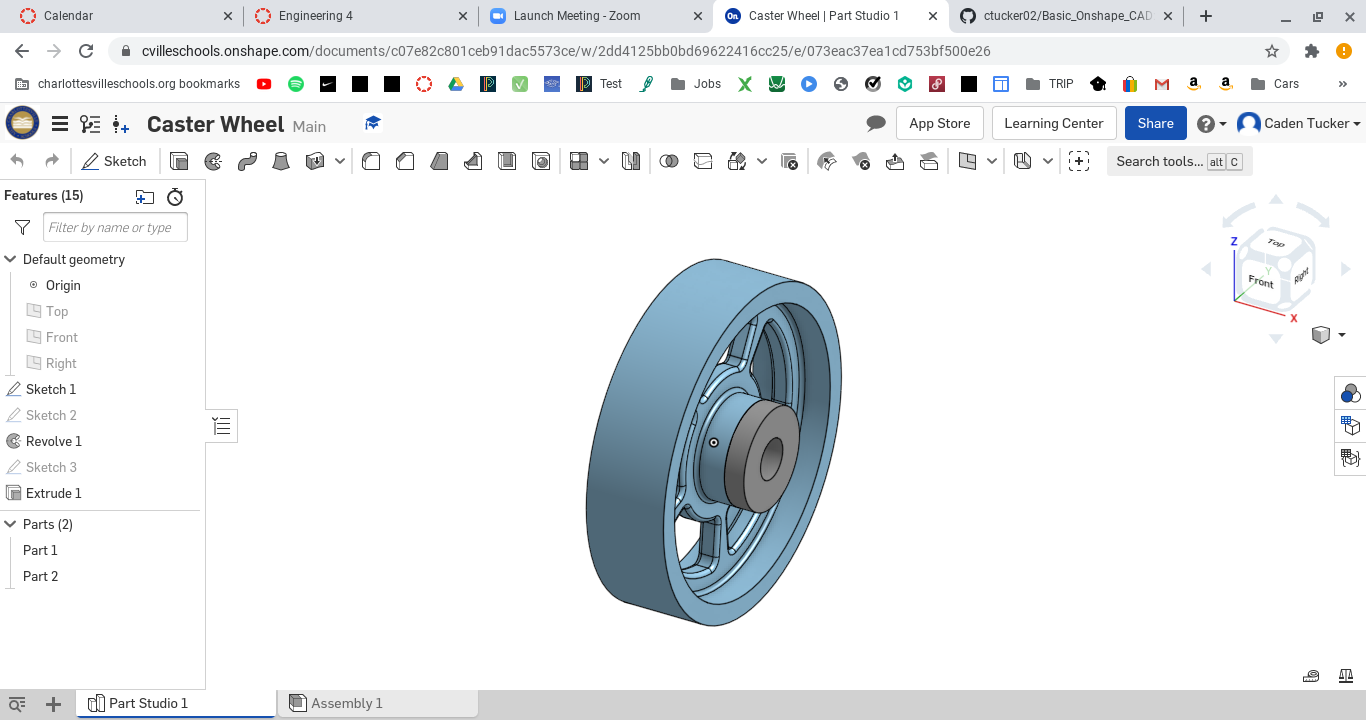 Calendar
Engineering 4
Launch Meeting - Zoom
On
Caster Wheel | Part Studio 1
ctucker02/Basic_Onshape_CAD
cvilleschools.onshape.com/documents/c07e82c801ceb91dac5573ce/w/2dd4125bb0bd69622416cc25/e/073eac37ea1cd753bf500e26
charlottesvilleschools.org bookmarks
Test
Jobs
TRIP
Cars
»
Caster Wheel Main
App Store
Learning Center
Share
Caden Tucker
Sketch
Search tools... alt C
Features (15)
Filter by name or type
Default geometry
Origin
Top
Front
Right
Sketch 1
Sketch 2
Revolve 1
Sketch 3
Extrude 1
Parts (2)
Part 1
Part 2
Z
Top
Y
Front
Right
X
Part Studio 1
Assembly 1